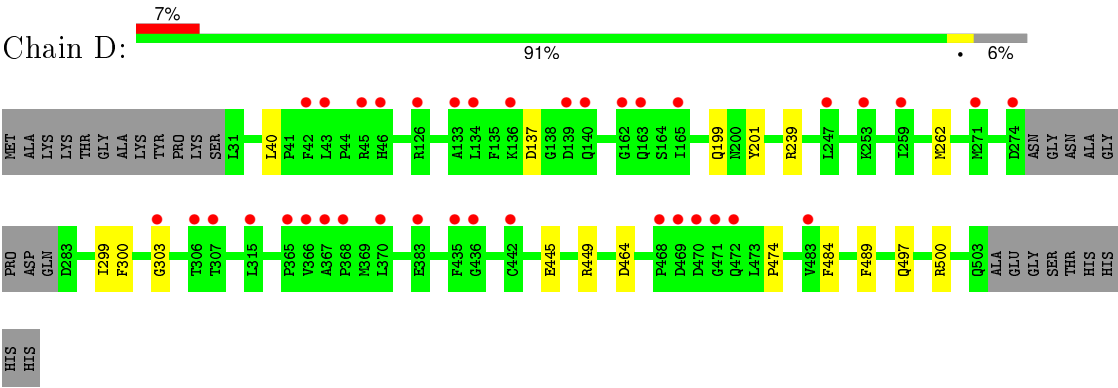 7%
Chain D:
91% • 6%
MET ALA LYS LYS THR GLY ALA LYS TYR PRO LYS SER L31 L40 P41 F42 L43 P44 R45 H46 R126 A133 L134 F135 K136 D137 G138 D139 Q140 G162 Q163 S164 I165 Q199 N200 Y201 R239 L247 K253 I259 M262 M271 D274 ASN GLY ASN ALA GLY
PRO ASP GLN D283 I299 F300 G303 T306 T307 L315 P365 V366 A367 P368 M369 L370 E383 F435 G436 C442 E445 R449 D464 P468 D469 D470 G471 Q472 L473 P474 V483 F484 F489 Q497 R500 Q503 ALA GLU GLY SER THR HIS HIS
HIS HIS